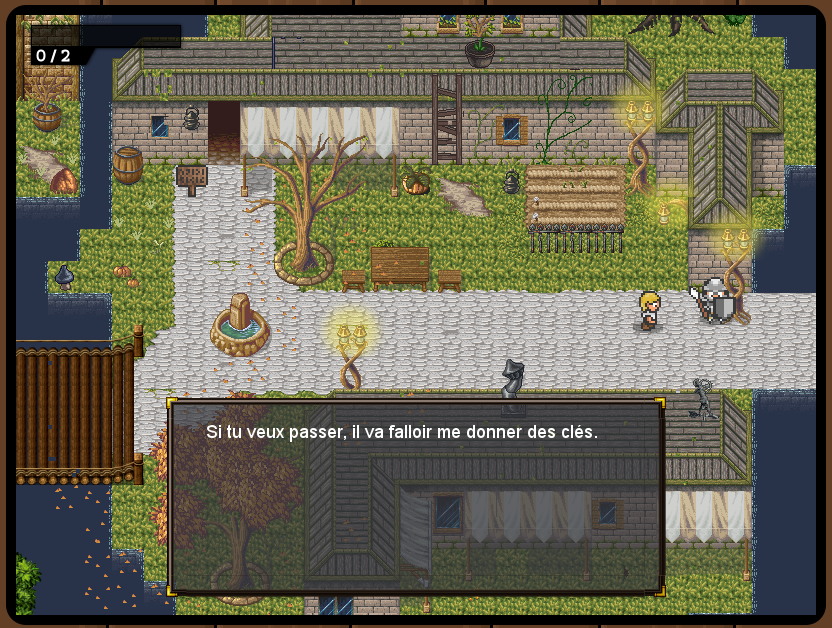 0 / 2
Si tu veux passer, il va falloir me donner des clés.